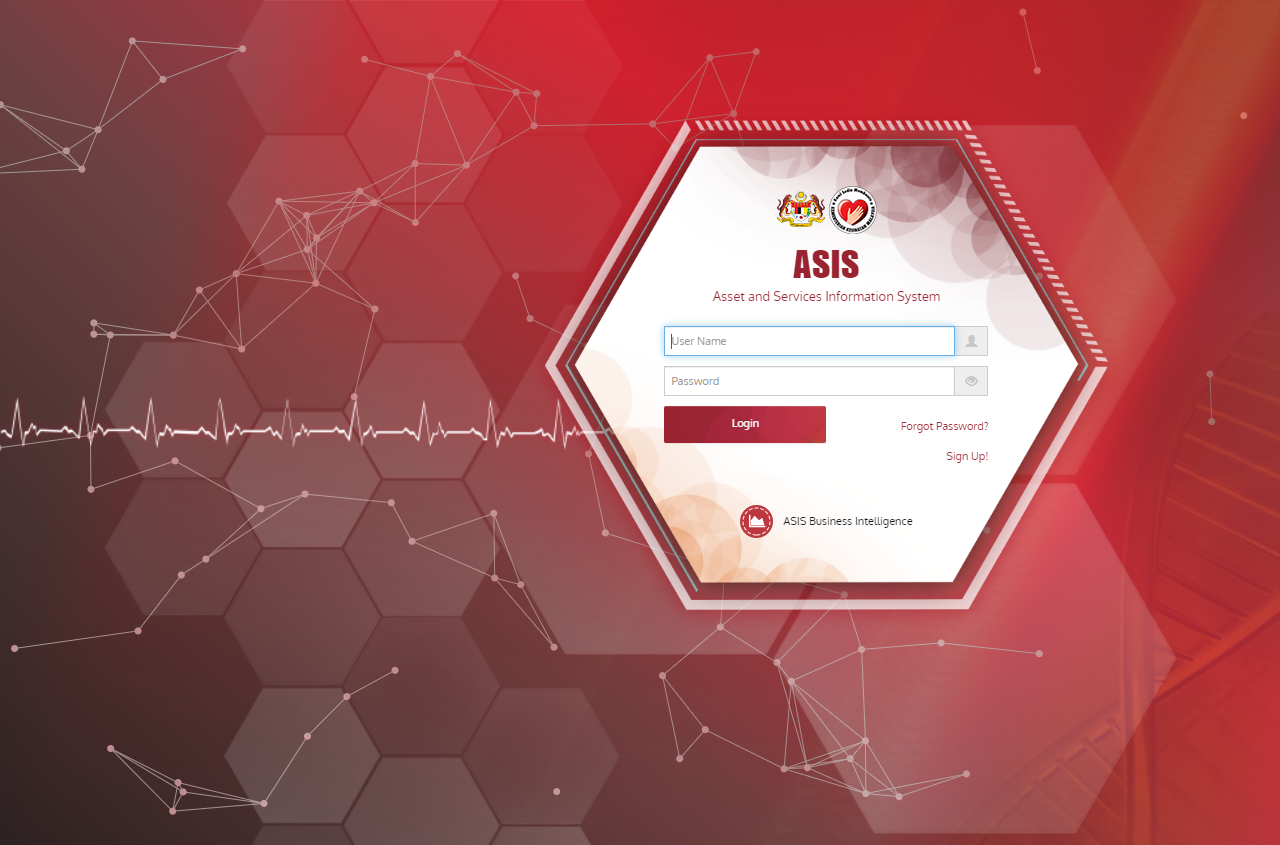 ASIS
Asset and Services Information System
User Name
Password
Login
Forgot Password?
Sign Up!
ASIS Business Intelligence